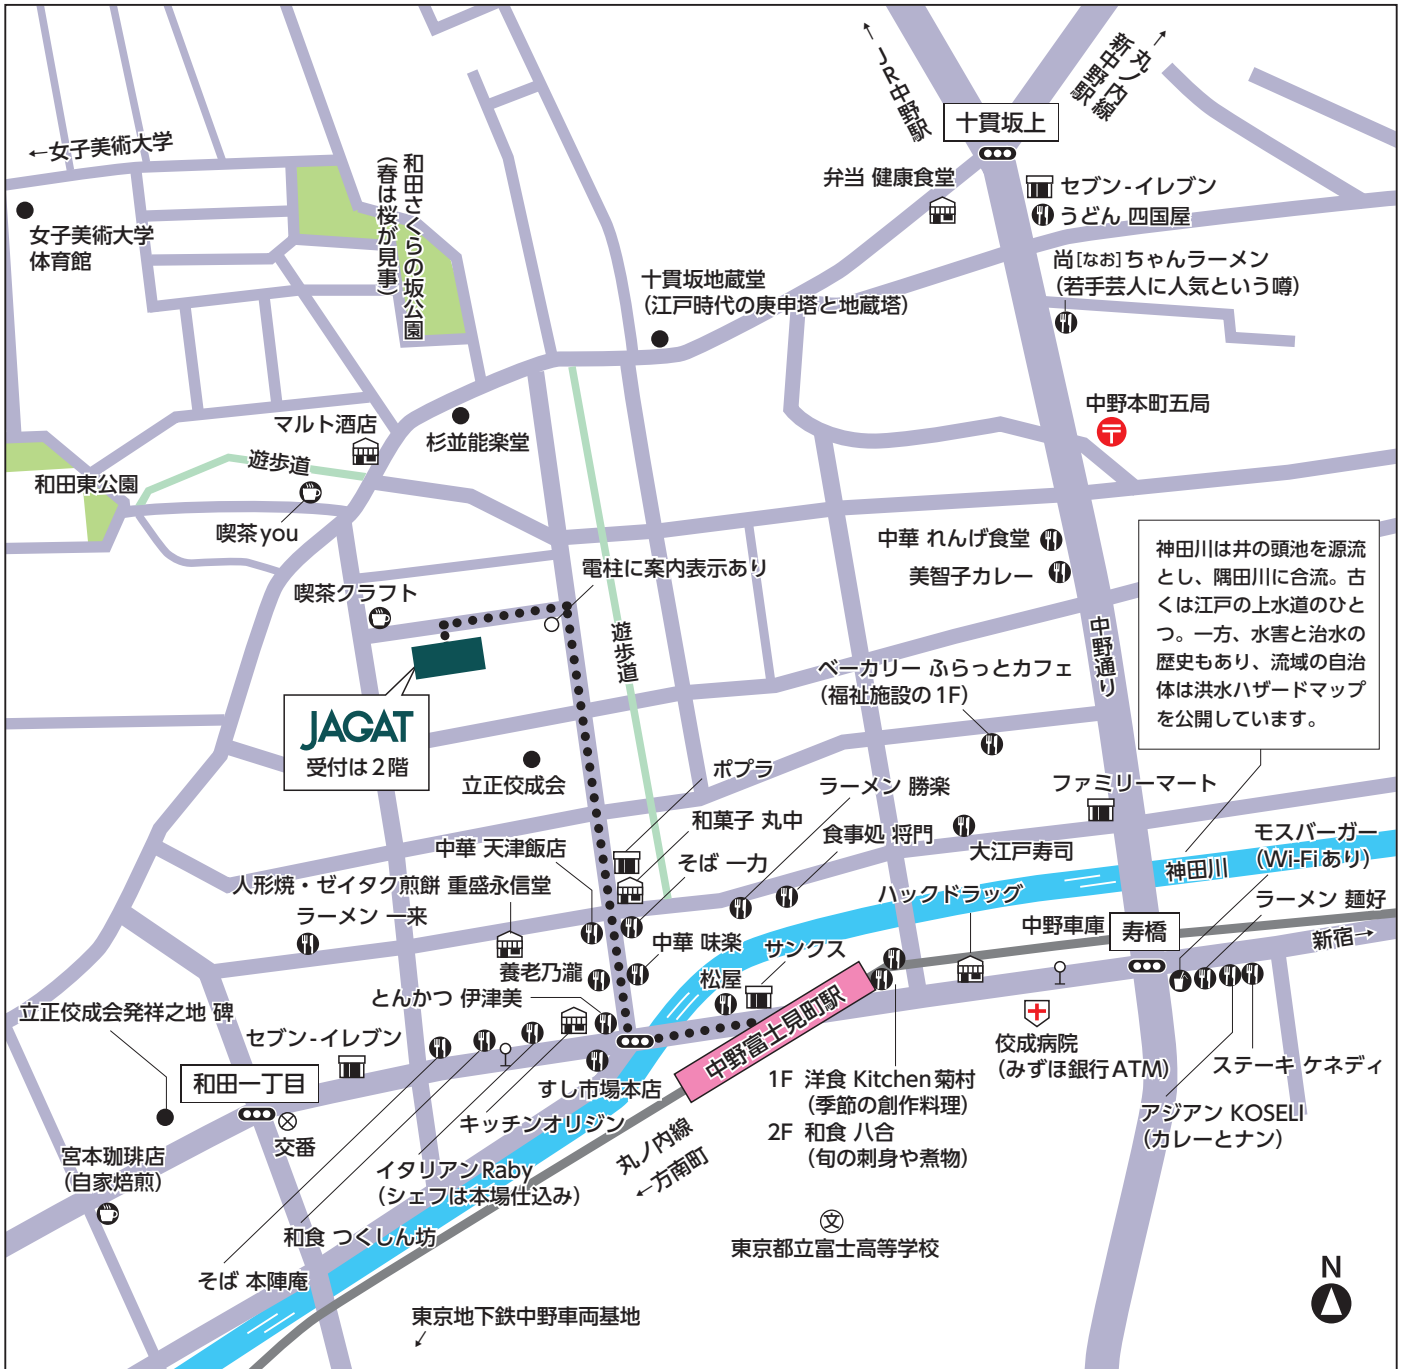 ←JR中野駅
丸ノ内線
新中野駅→
十貫坂上
←女子美術大学
和田さくらの坂公園
(春は桜が見事)
弁当 健康食堂
セブン-イレブン
うどん 四国屋
女子美術大学
体育館
尚[なお]ちゃんラーメン
(若手芸人に人気という噂)
十貫坂地蔵堂
(江戸時代の庚申塔と地蔵塔)
中野本町五局
マルト酒店
杉並能楽堂
遊歩道
和田東公園
喫茶you
中華 れんげ食堂
美智子カレー
神田川は井の頭池を源流
とし、隅田川に合流。古
くは江戸の上水道のひと
つ。一方、水害と治水の
歴史もあり、流域の自治
体は洪水ハザードマップ
を公開しています。
電柱に案内表示あり
喫茶クラフト
遊歩道
中野通り
ベーカリー ふらっとカフェ
(福祉施設の1F)
JAGAT
受付は2階
立正佼成会
ポプラ
ラーメン 勝楽
ファミリーマート
和菓子 丸中
食事処 将門
モスバーガー
(Wi-Fiあり)
中華 天津飯店
そば 一力
大江戸寿司
神田川
人形焼・ゼイタク煎餅 重盛永信堂
ハックドラッグ
ラーメン 麺好
ラーメン 一来
中野車庫
寿橋
新宿→
中華 味楽
サンクス
養老乃瀧
松屋
とんかつ 伊津美
立正佼成会発祥之地 碑
セブン-イレブン
中野富士見町駅
佼成病院
(みずほ銀行ATM)
ステーキ ケネディ
和田一丁目
すし市場本店
1F 洋食 Kitchen菊村
(季節の創作料理)
2F 和食 八合
(旬の刺身や煮物)
アジアン KOSELI
(カレーとナン)
キッチンオリジン
交番
丸ノ内線
←方南町
宮本珈琲店
(自家焙煎)
イタリアンRaby
(シェフは本場仕込み)
文
和食 つくしん坊
東京都立富士高等学校
そば 本陣庵
N
東京地下鉄中野車両基地